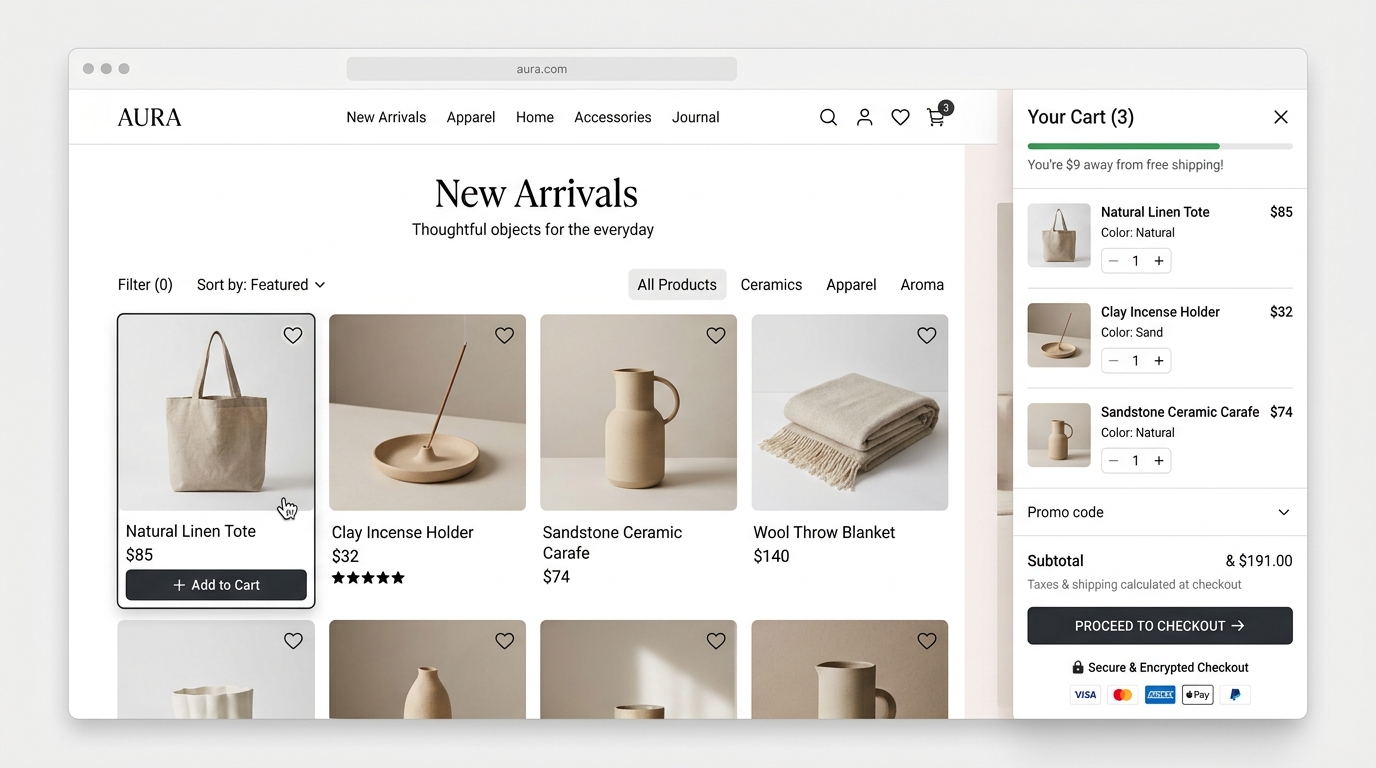 aura.com
AURA
New Arrivals
Apparel
Home
Accessories
Journal
3
New Arrivals
Thoughtful objects for the everyday
Filter (0)
Sort by: Featured
All Products
Ceramics
Apparel
Aroma
Natural Linen Tote
$85
+ Add to Cart
Clay Incense Holder
$32
★★★★★
Sandstone Ceramic
Carafe
$74
Wool Throw Blanket
$140
Your Cart (3)
You're $9 away from free shipping!
Natural Linen Tote $85
Color: Natural
− 1 +
Clay Incense Holder $32
Color: Sand
− 1 +
Sandstone Ceramic Carafe $74
Color: Natural
− 1 +
Promo code
Subtotal & $191.00
Taxes & shipping calculated at checkout
PROCEED TO CHECKOUT →
Secure & Encrypted Checkout
VISA
Pay